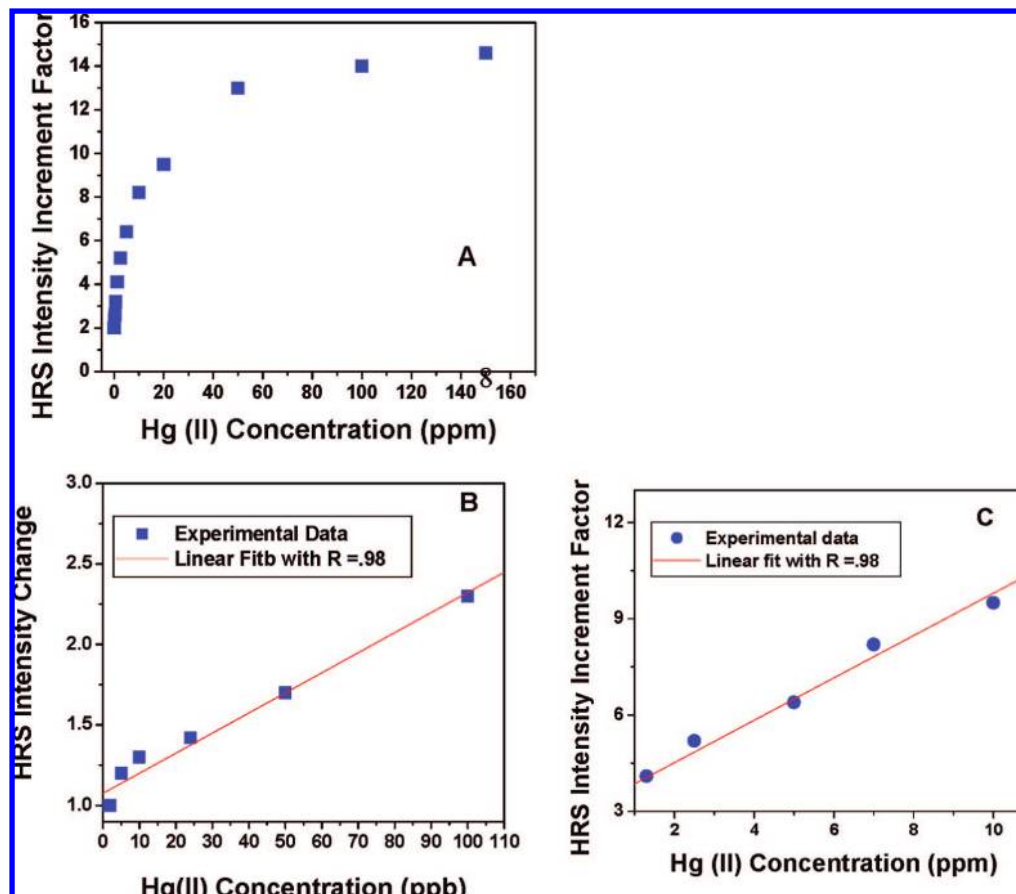 16
14
12
10
8
6
4
2
0
HRS Intensity Increment Factor
A
0 20 40 60 80 100 120 140 160
8
Hg (II) Concentration (ppm)
3.0
2.5
2.0
1.5
1.0
HRS Intensity Change
B
Experimental Data
Linear Fitb with R =.98
0 10 20 30 40 50 60 70 80 90 100 110
Hg(II) Concentration (ppb)
12
9
6
3
HRS Intensity Increment Factor
C
Experimental data
Linear fit with R =.98
2 4 6 8 10
Hg (II) Concentration (ppm)